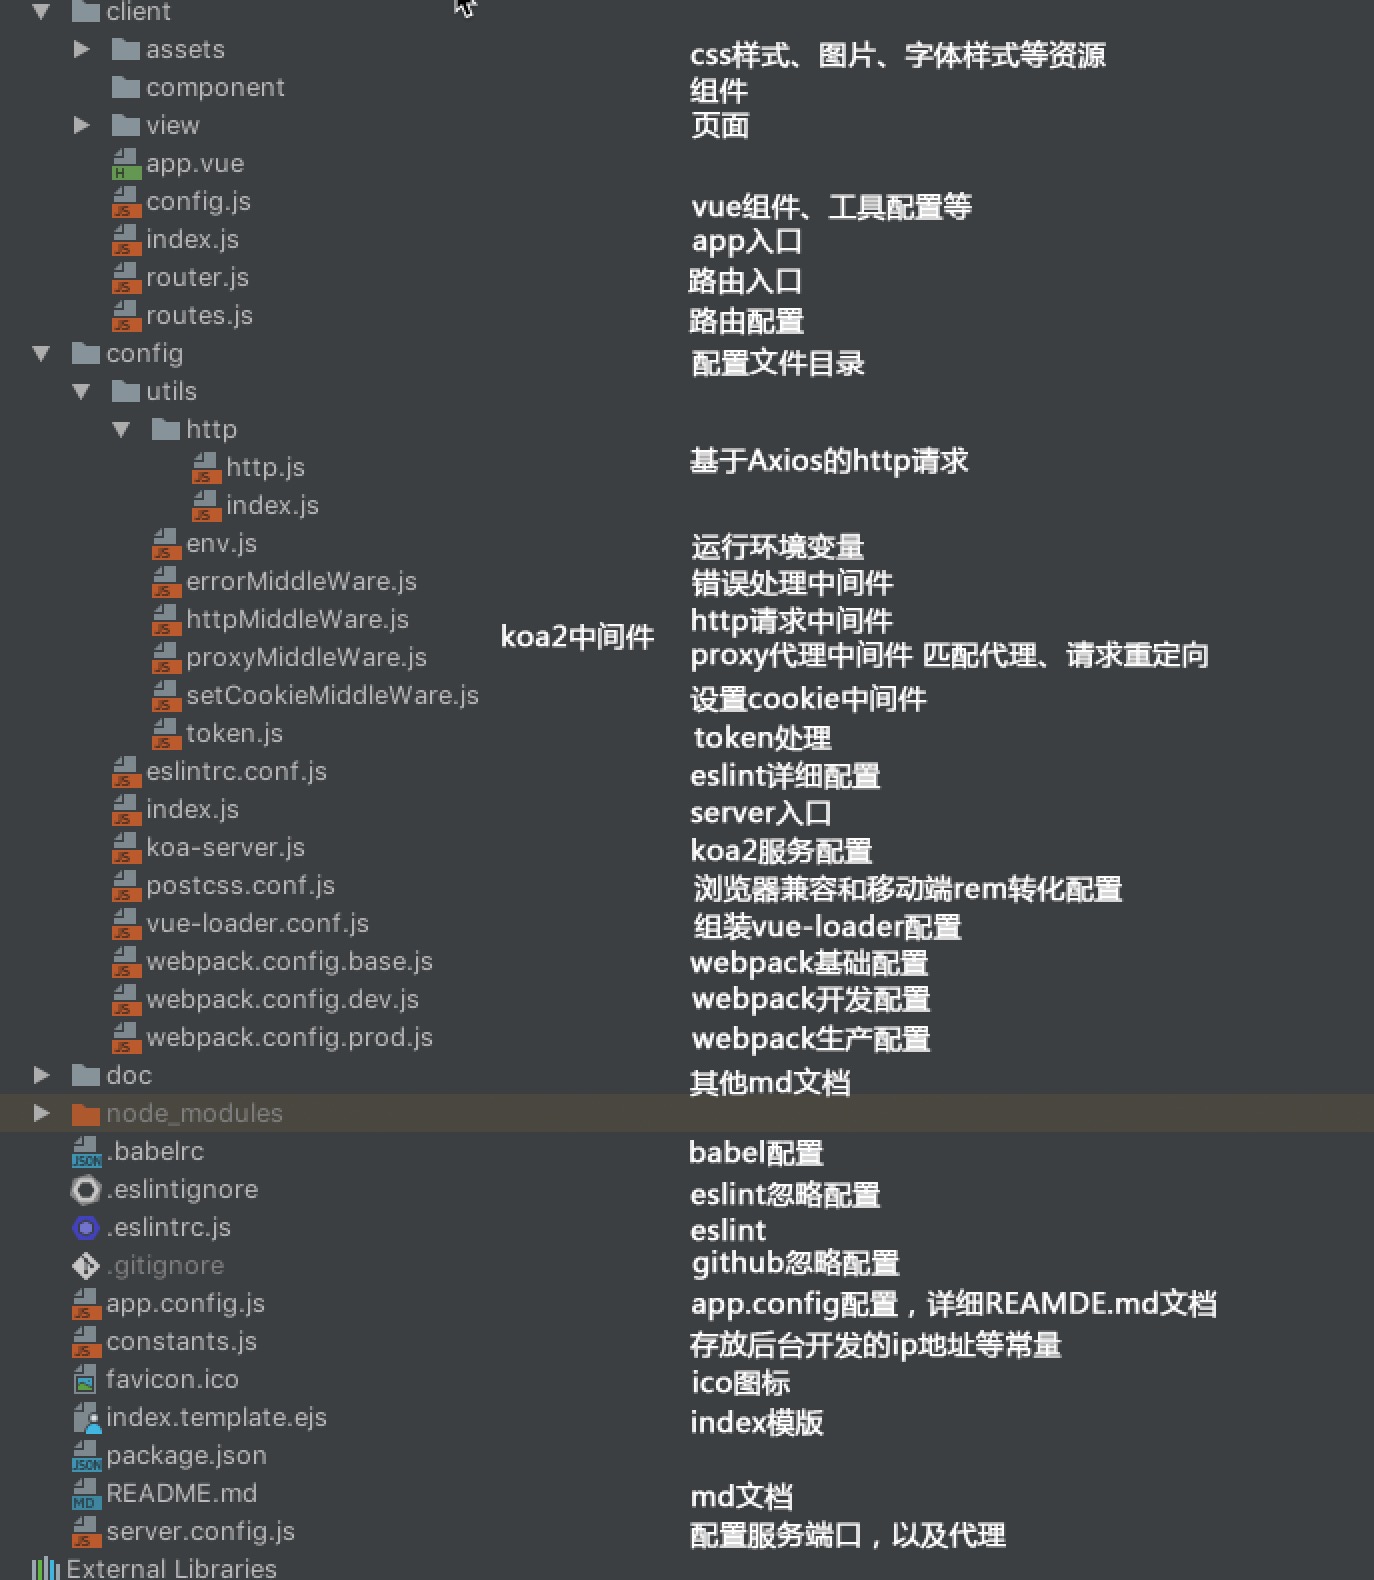 client
assets css样式、图片、字体样式等资源
component 组件
view 页面
app.vue
config.js vue组件、工具配置等
index.js app入口
router.js 路由入口
routes.js 路由配置
config 配置文件目录
utils
http
http.js 基于Axios的http请求
index.js
env.js 运行环境变量
errorMiddleWare.js 错误处理中间件
httpMiddleWare.js http请求中间件
koa2中间件
proxyMiddleWare.js proxy代理中间件 匹配代理、请求重定向
setCookieMiddleWare.js 设置cookie中间件
token.js token处理
eslintrc.conf.js eslint详细配置
index.js server入口
koa-server.js koa2服务配置
postcss.conf.js 浏览器兼容和移动端rem转化配置
vue-loader.conf.js 组装vue-loader配置
webpack.config.base.js webpack基础配置
webpack.config.dev.js webpack开发配置
webpack.config.prod.js webpack生产配置
doc 其他md文档
node_modules
.babelrc babel配置
.eslintignore eslint忽略配置
.eslintrc.js eslint
.gitignore github忽略配置
app.config.js app.config配置，详细REAMDE.md文档
constants.js 存放后台开发的ip地址等常量
favicon.ico ico图标
index.template.ejs index模版
package.json
README.md md文档
server.config.js 配置服务端口，以及代理
External Libraries